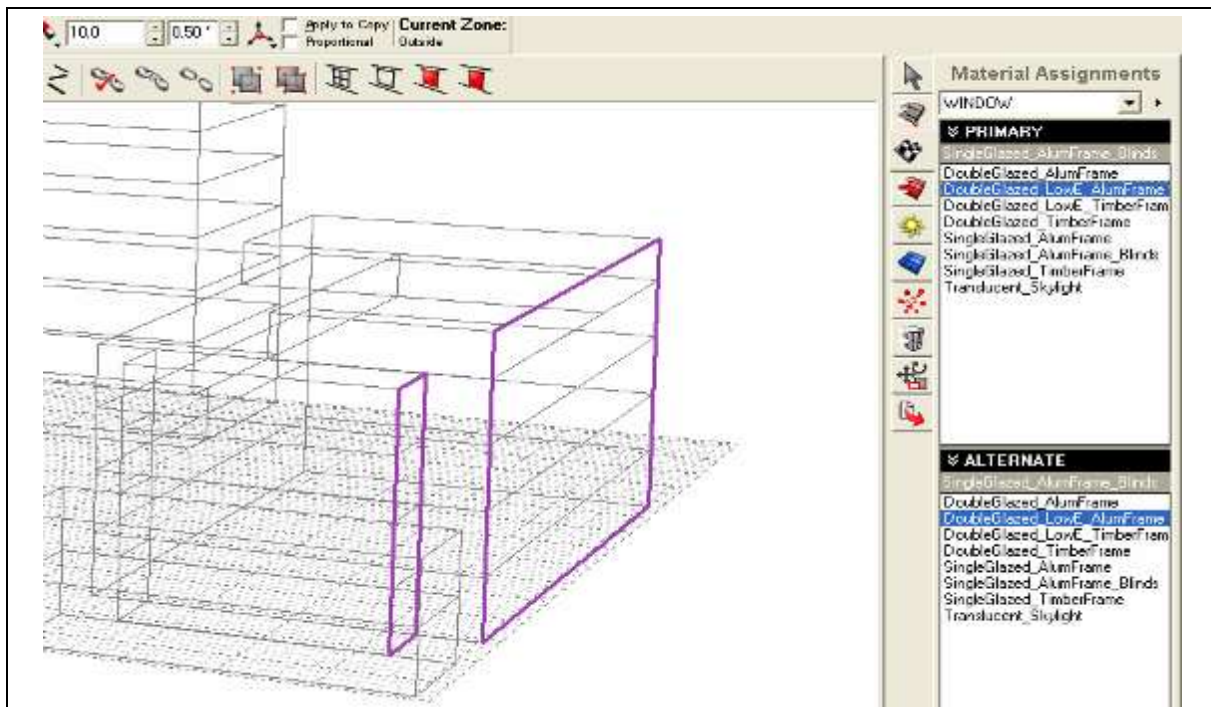 10.0
0.50 '
Apply to Copy
Proportional
Current Zone:
Outside
Material Assignments
WINDOW
PRIMARY
SingleGlazed_AlumFrame_Blinds
DoubleGlazed_AlumFrame
DoubleGlazed_LowE_AlumFrame
DoubleGlazed_LowE_TimberFram
DoubleGlazed_TimberFrame
SingleGlazed_AlumFrame
SingleGlazed_AlumFrame_Blinds
SingleGlazed_TimberFrame
Translucent_Skylight
ALTERNATE
SingleGlazed_AlumFrame_Blinds
DoubleGlazed_AlumFrame
DoubleGlazed_LowE_AlumFrame
DoubleGlazed_LowE_TimberFram
DoubleGlazed_TimberFrame
SingleGlazed_AlumFrame
SingleGlazed_AlumFrame_Blinds
SingleGlazed_TimberFrame
Translucent_Skylight